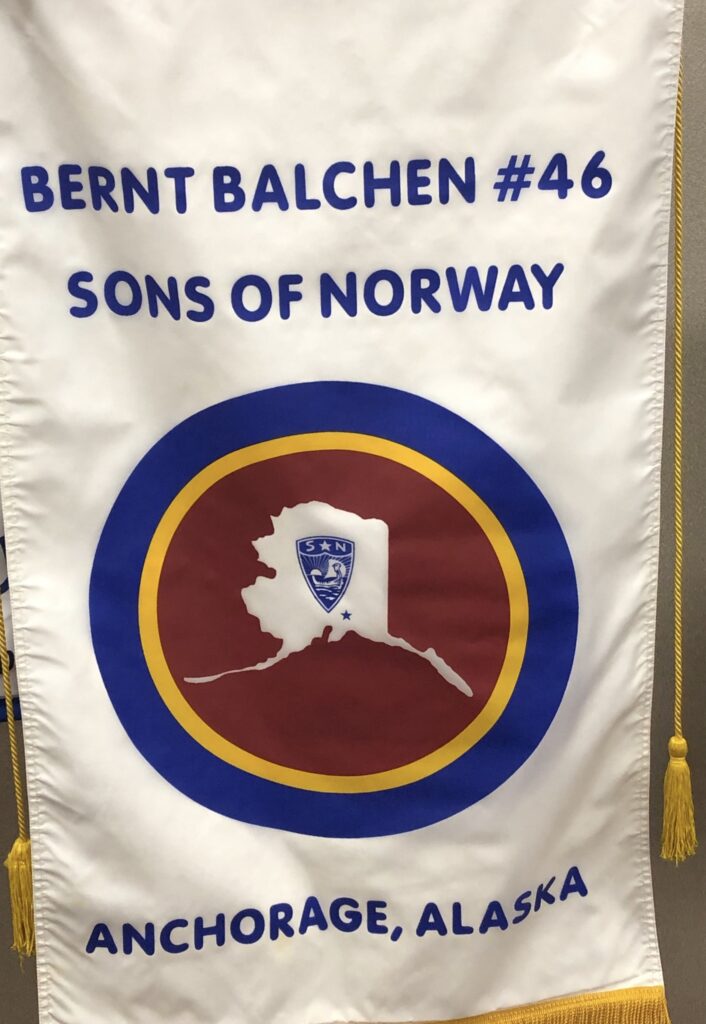 BERNT BALCHEN #46
SONS OF NORWAY
S N
ANCHORAGE, ALASKA